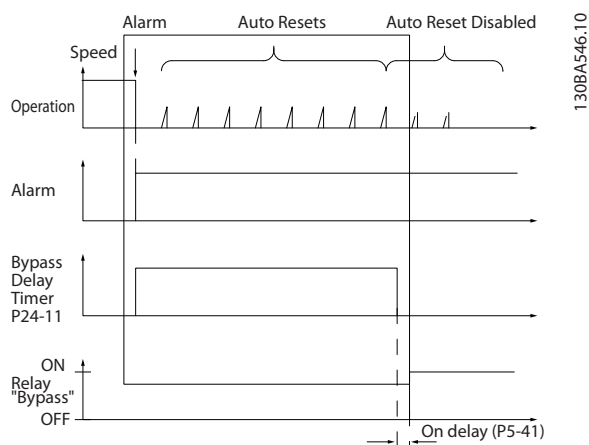 Alarm
Auto Resets
Auto Reset Disabled
Speed
Operation
Alarm
Bypass
Delay
Timer
P24-11
ON
Relay
"Bypass"
OFF
On delay (P5-41)
130BA546.10